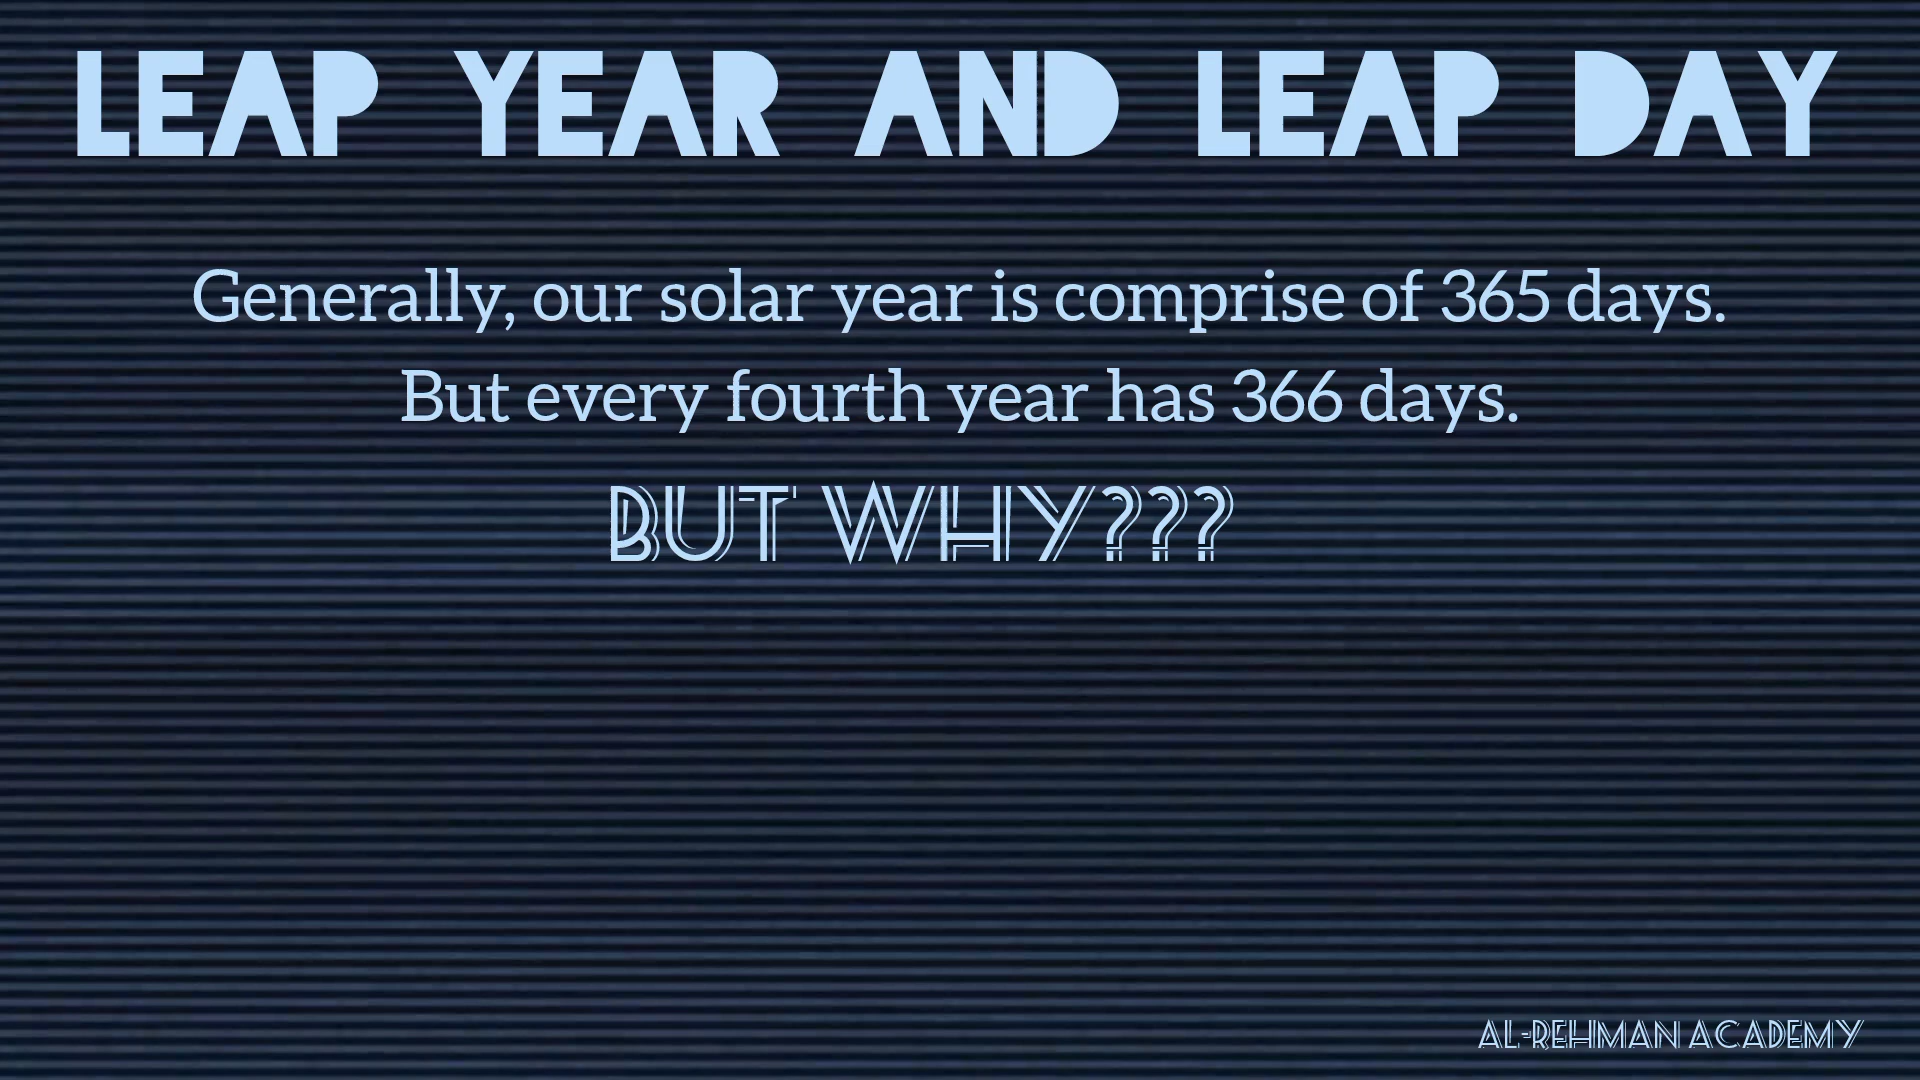 LEAP YEAR AND LEAP DAY
Generally, our solar year is comprise of 365 days.
But every fourth year has 366 days.
BUT WHY???
AL-REHMAN ACADEMY